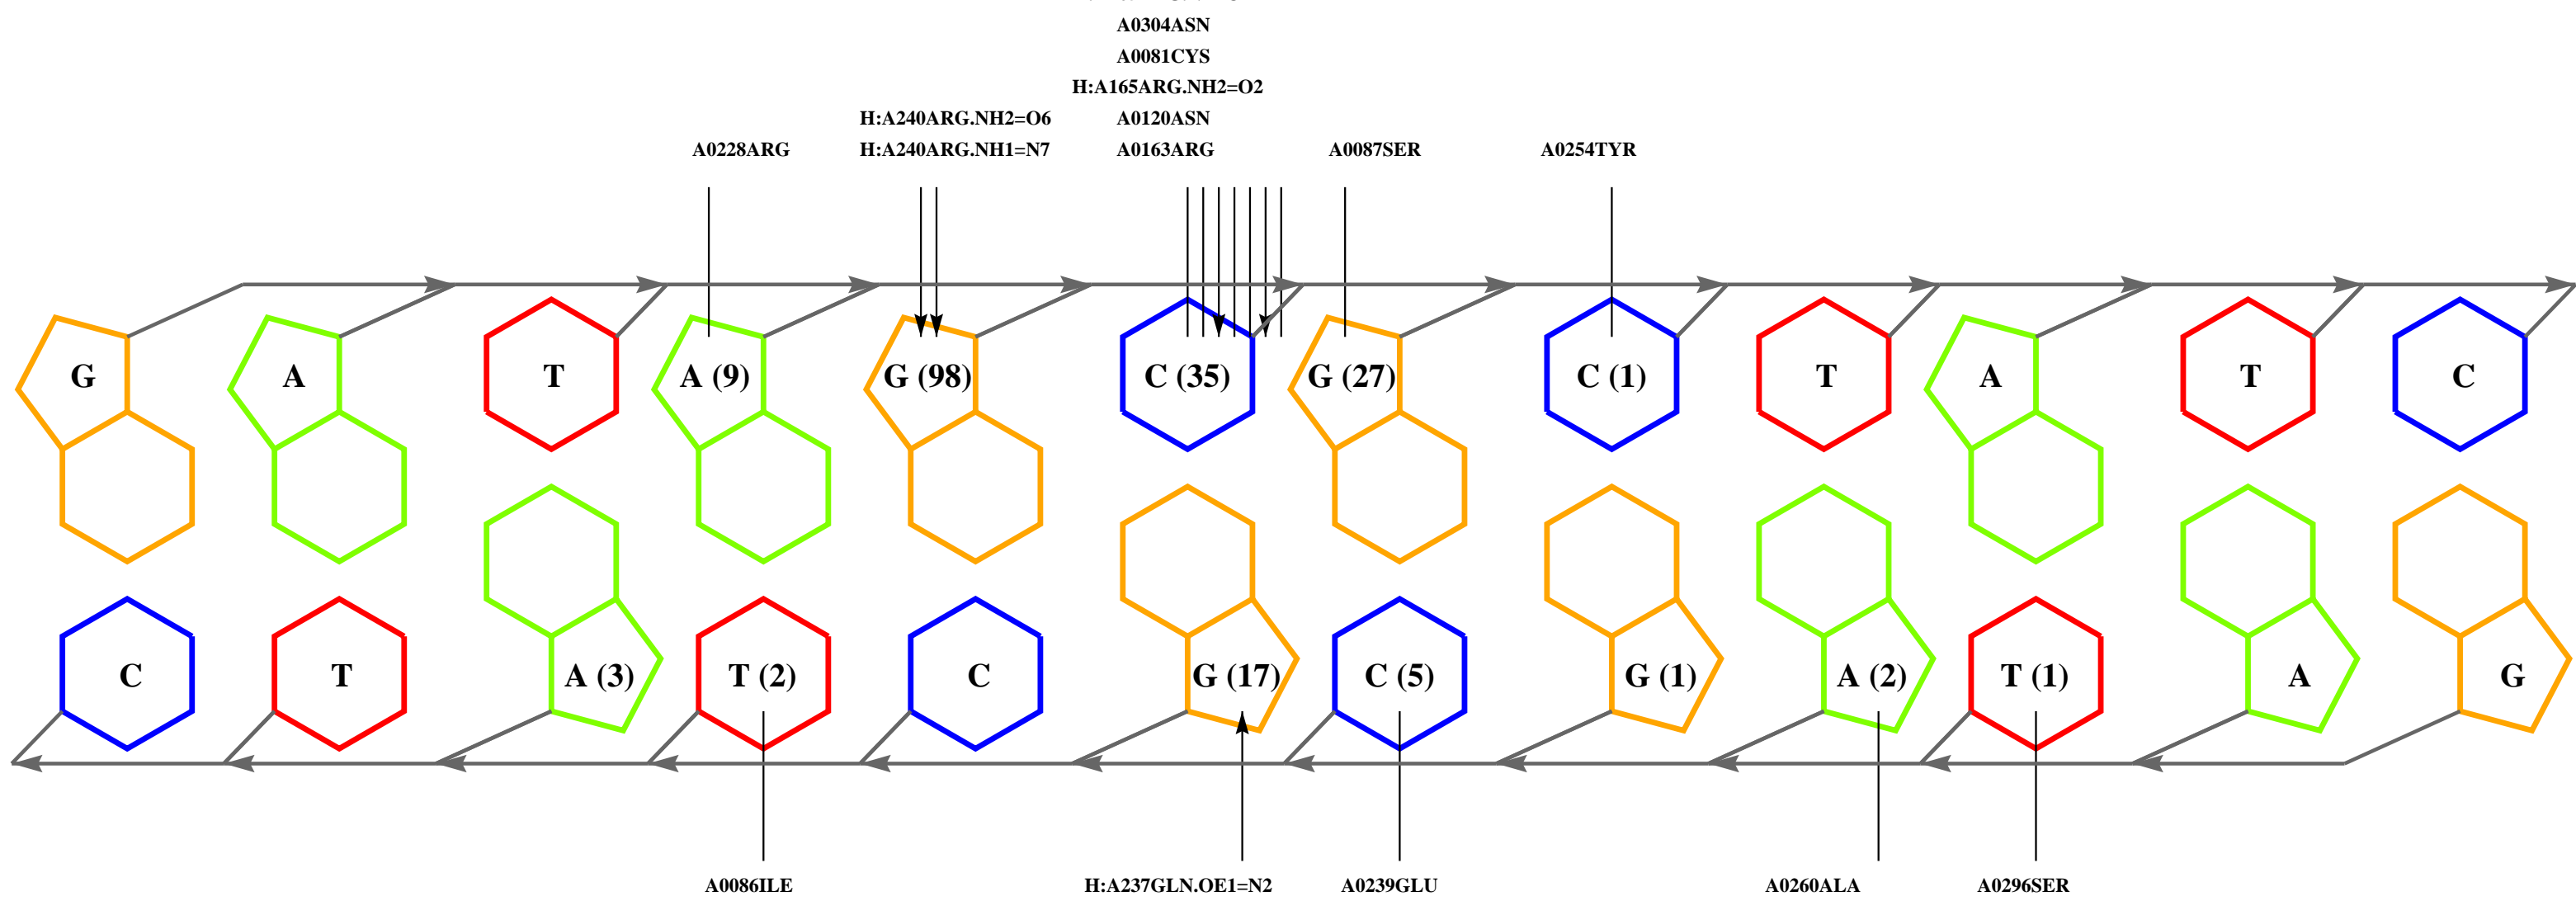 A0304ASN
A0081CYS
H:A165ARG.NH2=O2
H:A240ARG.NH2=O6 A0120ASN
A0228ARG H:A240ARG.NH1=N7 A0163ARG A0087SER A0254TYR
G A T A (9) G (98) C (35) G (27) C (1) T A T C
C T A (3) T (2) C G (17) C (5) G (1) A (2) T (1) A G
A0086ILE H:A237GLN.OE1=N2 A0239GLU A0260ALA A0296SER